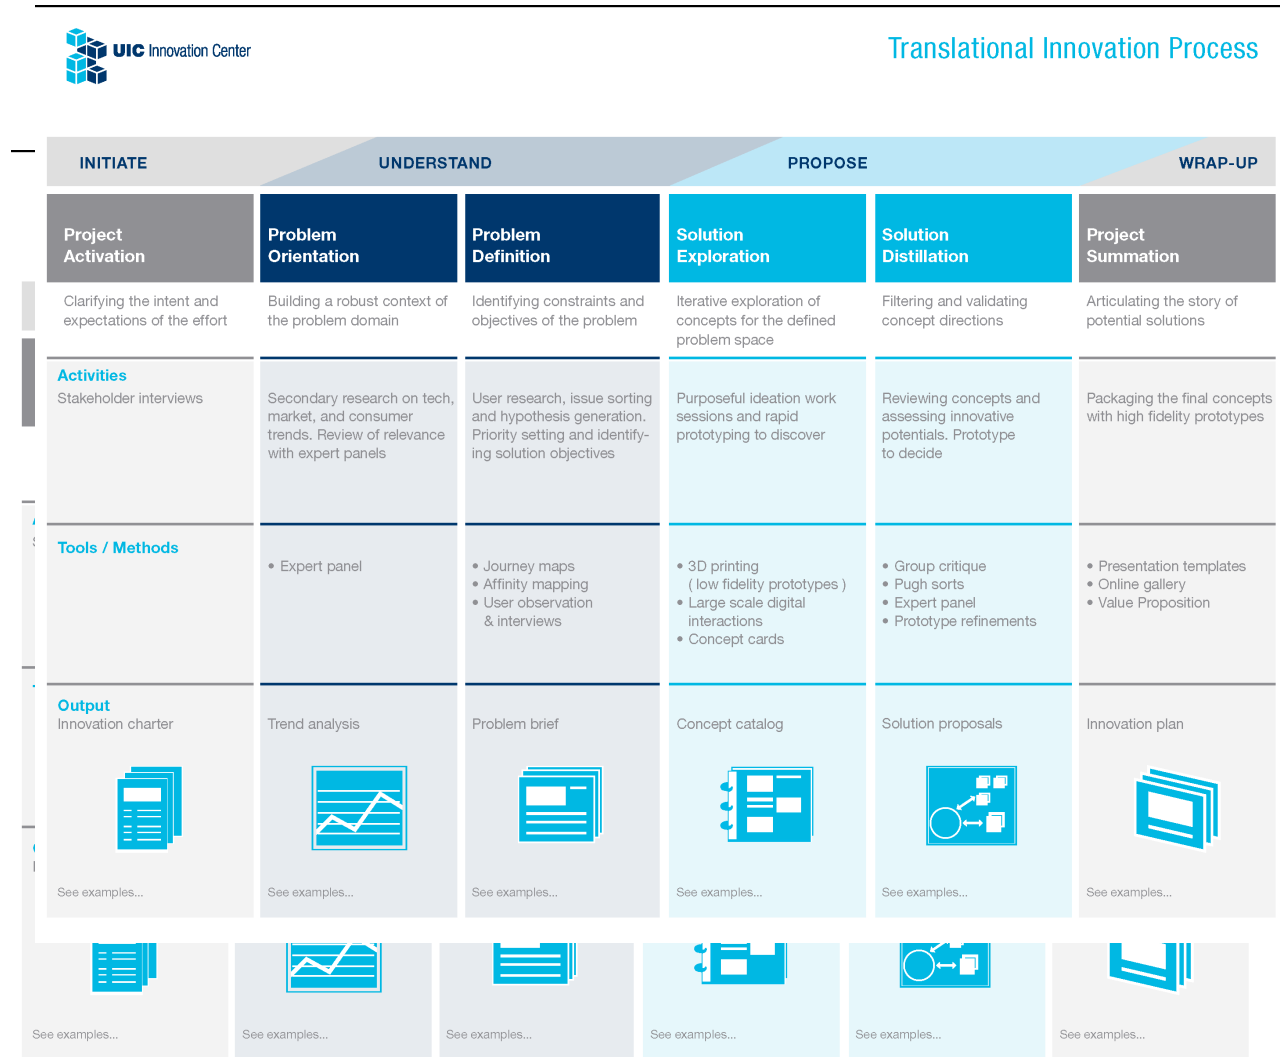 UIC Innovation Center
Translational Innovation Process
INITIATE
UNDERSTAND
PROPOSE
WRAP-UP
Project
Activation
Problem
Orientation
Problem
Definition
Solution
Exploration
Solution
Distillation
Project
Summation
Clarifying the intent and
expectations of the effort
Building a robust context of
the problem domain
Identifying constraints and
objectives of the problem
Iterative exploration of
concepts for the defined
problem space
Filtering and validating
concept directions
Articulating the story of
potential solutions
Activities
Stakeholder interviews
Secondary research on tech,
market, and consumer
trends. Review of relevance
with expert panels
User research, issue sorting
and hypothesis generation.
Priority setting and identify-
ing solution objectives
Purposeful ideation work
sessions and rapid
prototyping to discover
Reviewing concepts and
assessing innovative
potentials. Prototype
to decide
Packaging the final concepts
with high fidelity prototypes
Tools / Methods
• Expert panel
• Journey maps
• Affinity mapping
• User observation
& interviews
• 3D printing
( low fidelity prototypes )
• Large scale digital
interactions
• Concept cards
• Group critique
• Pugh sorts
• Expert panel
• Prototype refinements
• Presentation templates
• Online gallery
• Value Proposition
Output
Innovation charter
Trend analysis
Problem brief
Concept catalog
Solution proposals
Innovation plan
See examples...
See examples...
See examples...
See examples...
See examples...
See examples...
See examples...
See examples...
See examples...
See examples...
See examples...
See examples...